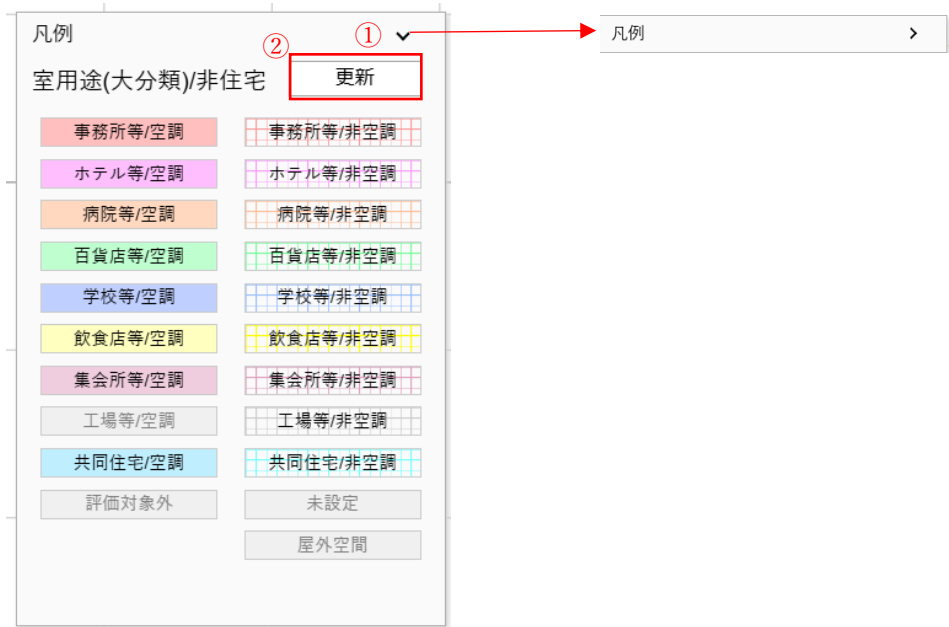 凡例
①
凡例
②
室用途(大分類)/非住宅
更新
事務所等/空調
事務所等/非空調
ホテル等/空調
ホテル等/非空調
病院等/空調
病院等/非空調
百貨店等/空調
百貨店等/非空調
学校等/空調
学校等/非空調
飲食店等/空調
飲食店等/非空調
集会所等/空調
集会所等/非空調
工場等/空調
工場等/非空調
共同住宅/空調
共同住宅/非空調
評価対象外
未設定
屋外空間